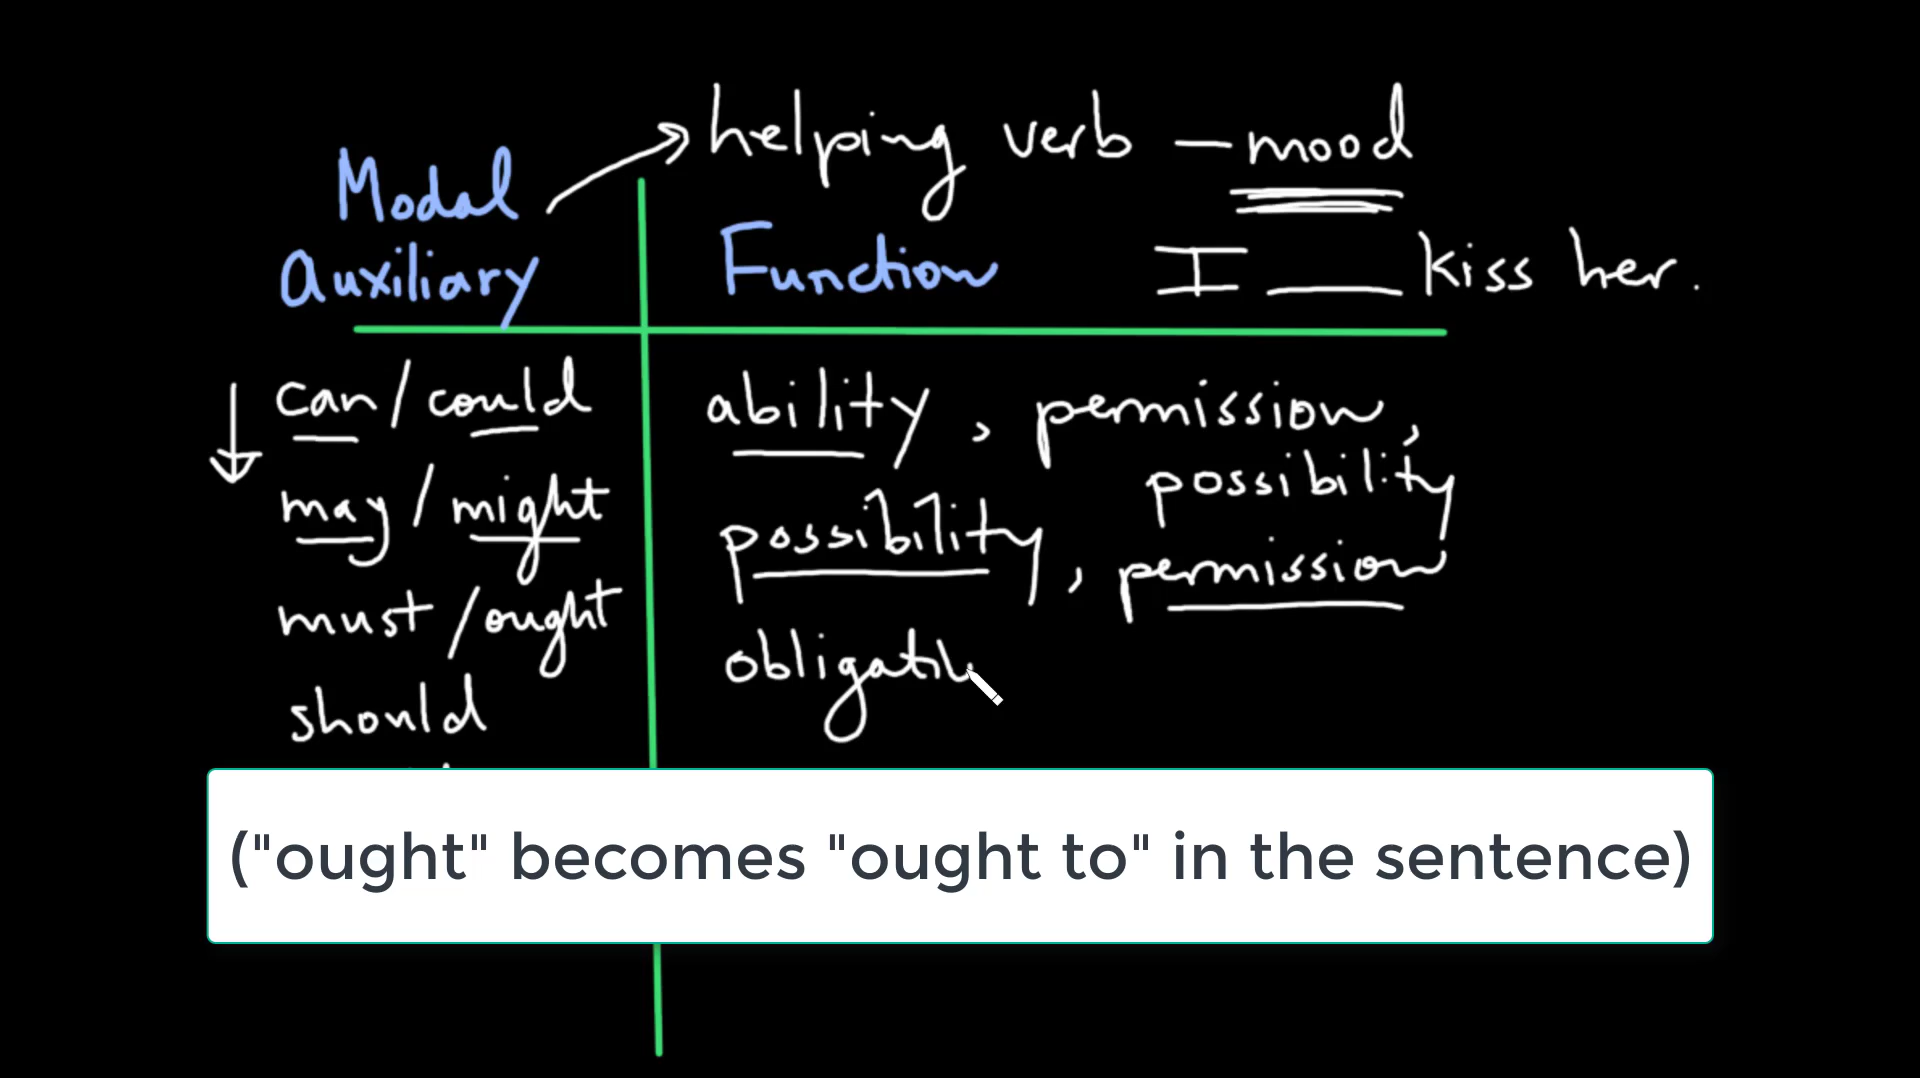 helping verb – mood
Modal
Auxiliary
Function
I ___ kiss her.
can/could
ability, permission,
possibility
may/might
possibility, permission
must/ought
obligati
should
("ought" becomes "ought to" in the sentence)